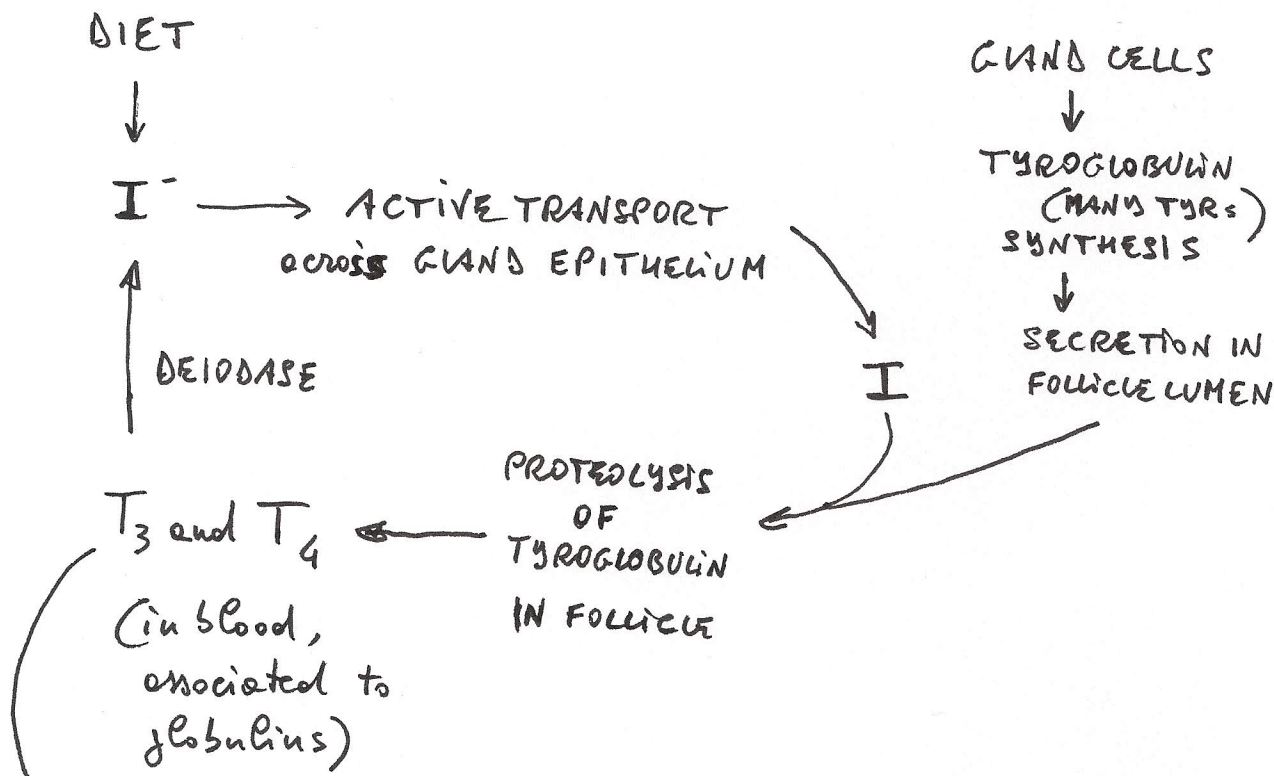 DIET
I⁻
ACTIVE TRANSPORT
across GLAND EPITHELIUM
DEIODASE
GLAND CELLS
TYROGLOBULIN
(MANY TYRs)
SYNTHESIS
SECRETION IN
FOLLICLE LUMEN
I
PROTEOLYSIS
OF
TYROGLOBULIN
IN FOLLICLE
T₃ and T₄
(in blood,
associated to
globulins)